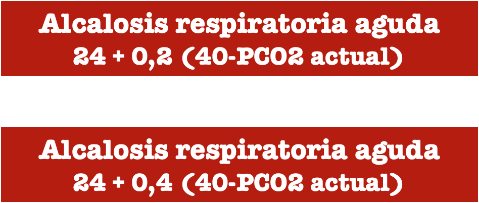 Alcalosis respiratoria aguda
24 + 0,2 (40-PCO2 actual)
Alcalosis respiratoria aguda
24 + 0,4 (40-PCO2 actual)